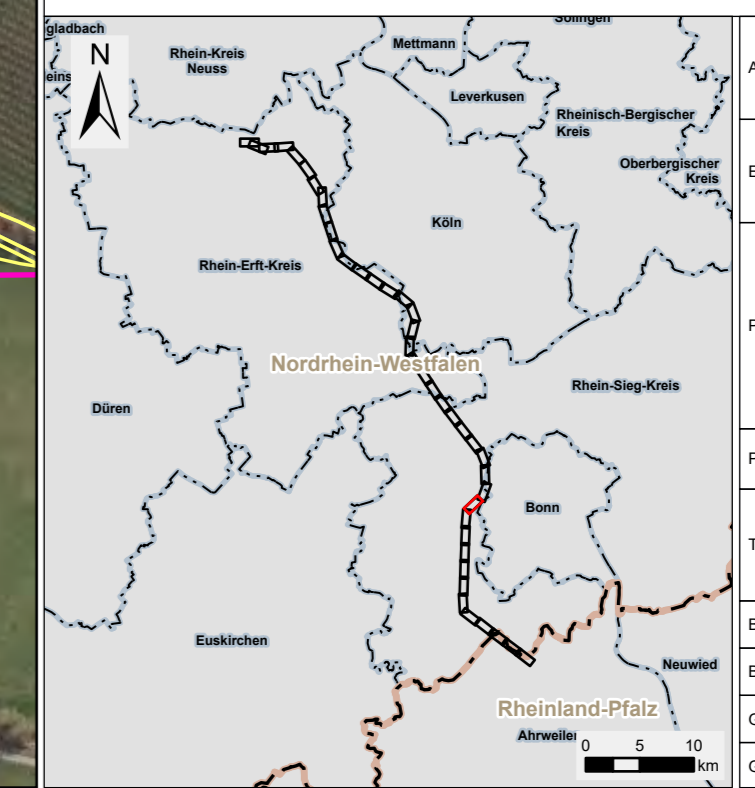 Solingen
gladbach
N
Mettmann
Rhein-Kreis
Neuss
Leverkusen
Rheinisch-Bergischer
Kreis
Oberbergischer
Kreis
Köln
Rhein-Erft-Kreis
Nordrhein-Westfalen
Rhein-Sieg-Kreis
Düren
Bonn
Euskirchen
Neuwied
Rheinland-Pfalz
Ahrweiler
0 5 10
km